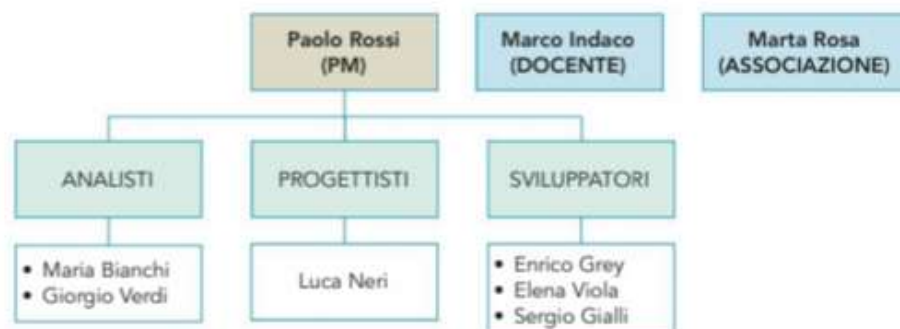 Paolo Rossi
(PM)
Marco Indaco
(DOCENTE)
Marta Rosa
(ASSOCIAZIONE)
ANALISTI
PROGETTISTI
SVILUPPATORI
• Maria Bianchi
• Giorgio Verdi
Luca Neri
• Enrico Grey
• Elena Viola
• Sergio Gialli